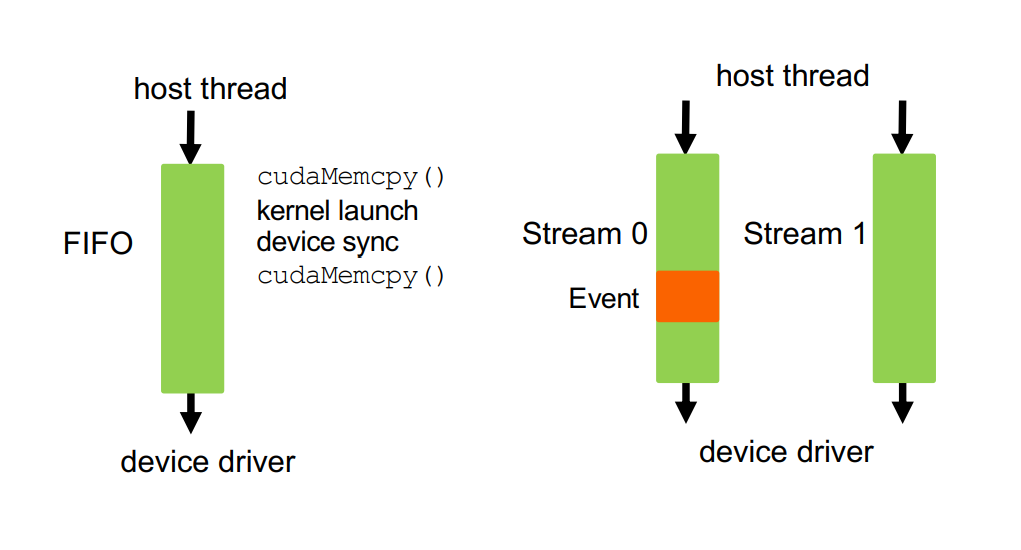 host thread
FIFO
cudaMemcpy()
kernel launch
device sync
cudaMemcpy()
device driver
host thread
Stream 0
Stream 1
Event
device driver